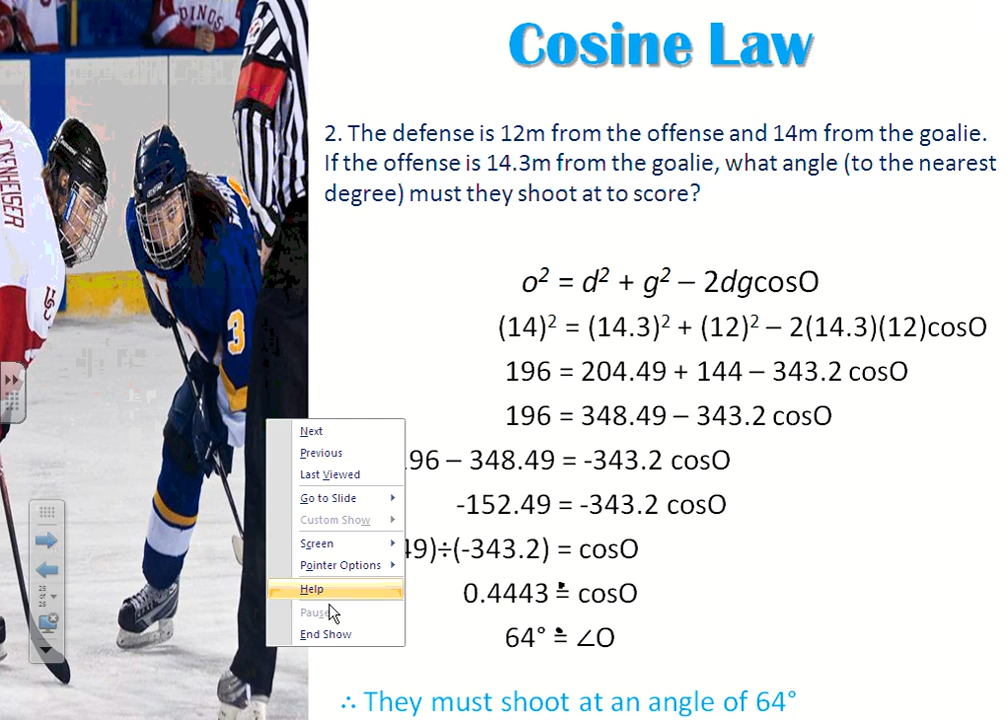 DINOS
Cosine Law
2. The defense is 12m from the offense and 14m from the goalie.
If the offense is 14.3m from the goalie, what angle (to the nearest
degree) must they shoot at to score?
o² = d² + g² – 2dgcosO
(14)² = (14.3)² + (12)² – 2(14.3)(12)cosO
196 = 204.49 + 144 – 343.2 cosO
196 = 348.49 – 343.2 cosO
96 – 348.49 = -343.2 cosO
-152.49 = -343.2 cosO
49)÷(-343.2) = cosO
0.4443 ≐ cosO
64° ≐ ∠O
∴ They must shoot at an angle of 64°
3
Next
Previous
Last Viewed
Go to Slide
Custom Show
Screen
Pointer Options
Help
Pause
End Show